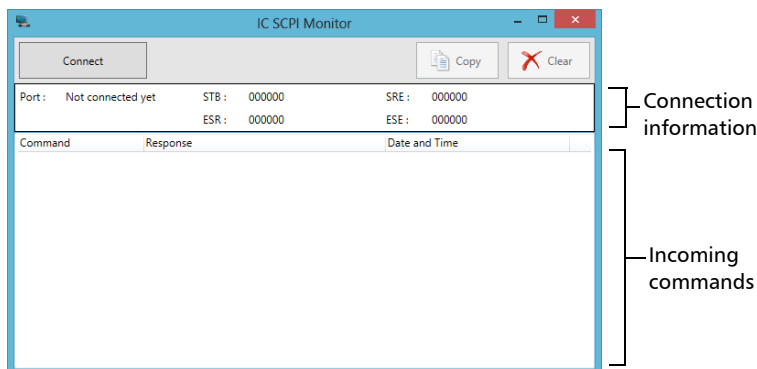 IC SCPI Monitor
Connect
Copy
Clear
Port : Not connected yet STB : 000000 SRE : 000000
ESR : 000000 ESE : 000000
Connection
information
Command Response Date and Time
Incoming
commands